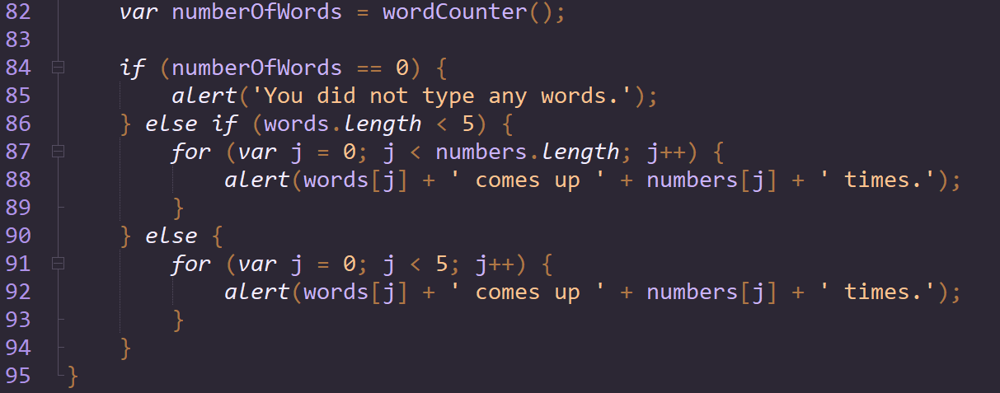 82 var numberOfWords = wordCounter();
83
84 if (numberOfWords == 0) {
85 alert('You did not type any words.');
86 } else if (words.length < 5) {
87 for (var j = 0; j < numbers.length; j++) {
88 alert(words[j] + ' comes up ' + numbers[j] + ' times.');
89 }
90 } else {
91 for (var j = 0; j < 5; j++) {
92 alert(words[j] + ' comes up ' + numbers[j] + ' times.');
93 }
94 }
95 }